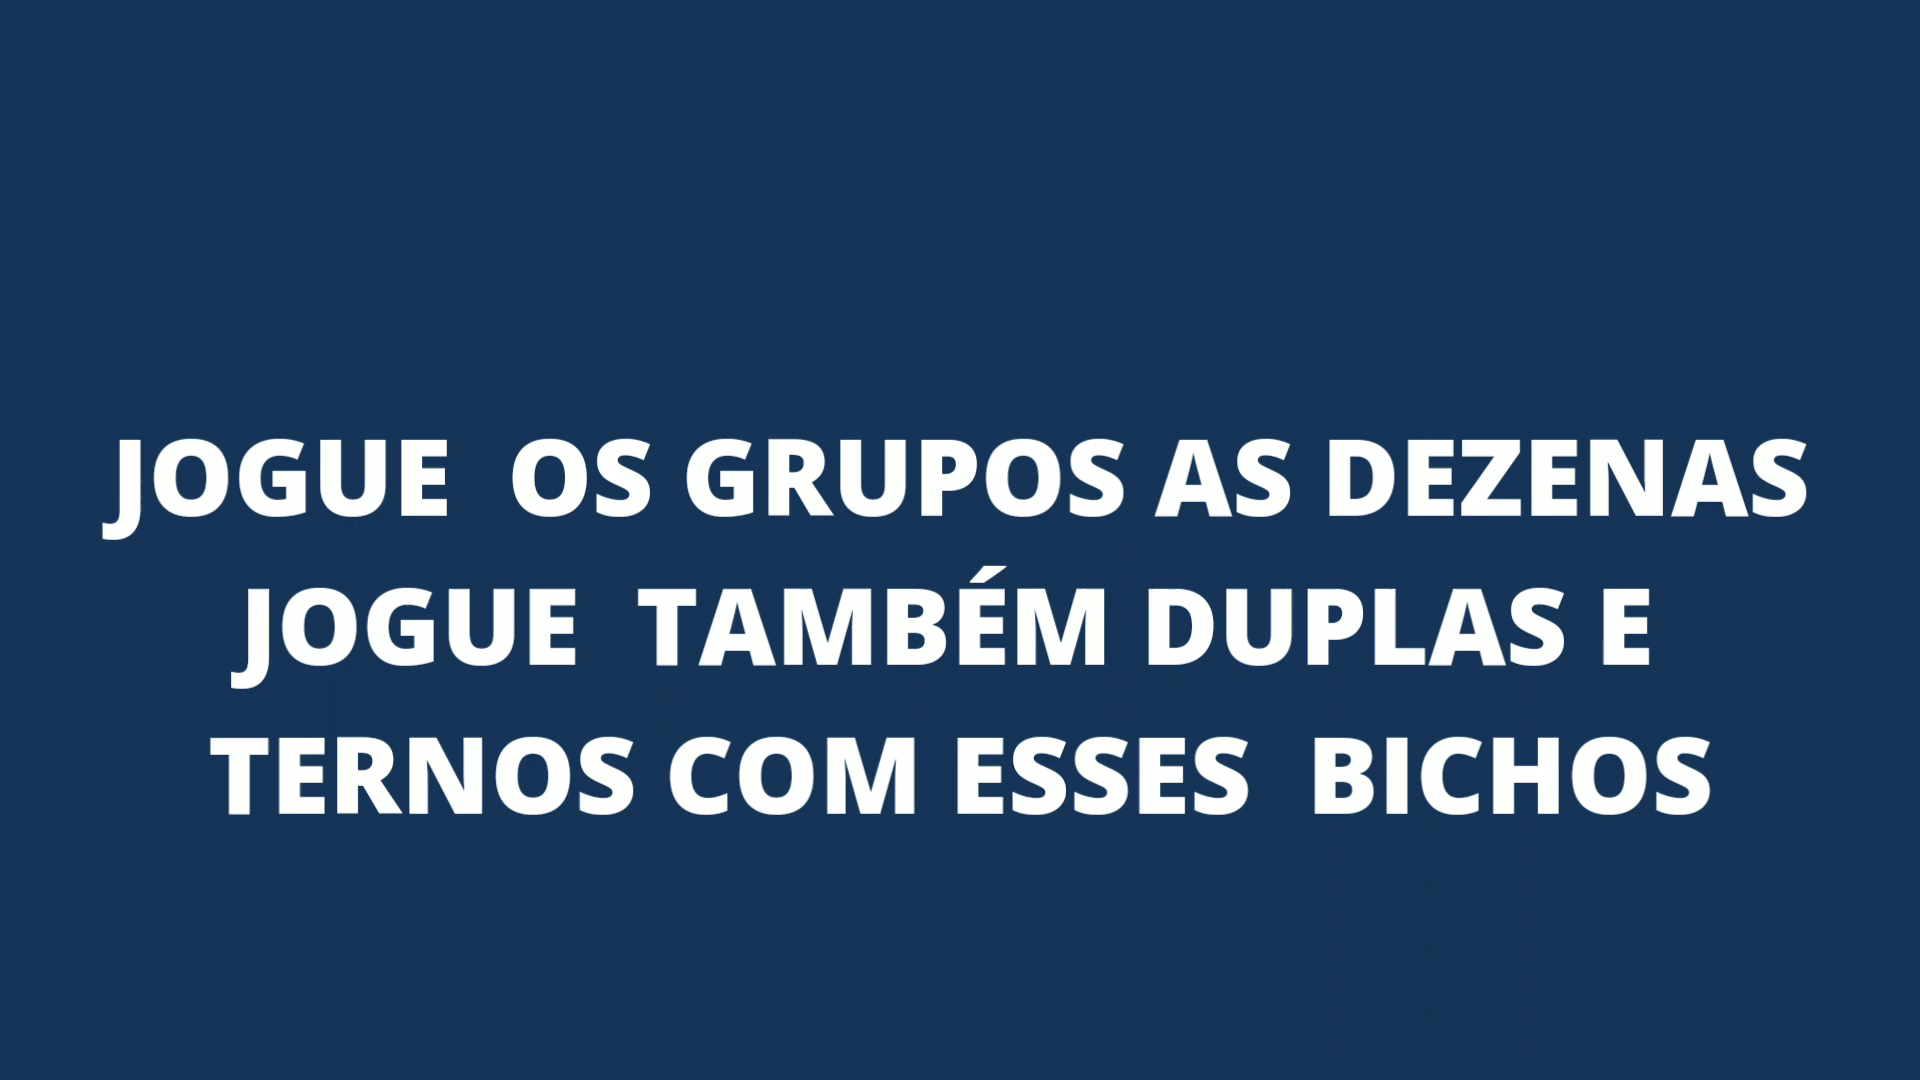 JOGUE OS GRUPOS AS DEZENAS
JOGUE TAMBÉM DUPLAS E
TERNOS COM ESSES BICHOS